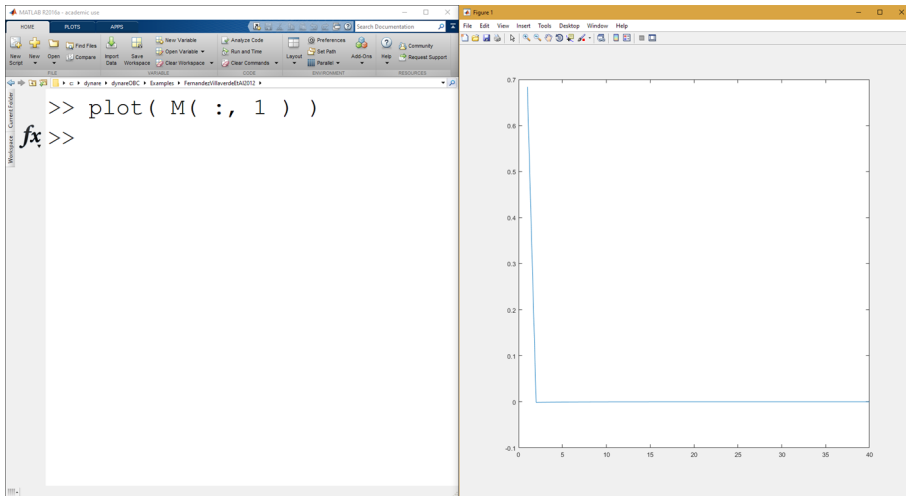 MATLAB R2016a - academic use
HOME PLOTS APPS
Search Documentation
New Script
New
Open
Find Files
Compare
Import Data
Save Workspace
New Variable
Open Variable
Clear Workspace
Analyze Code
Run and Time
Clear Commands
Layout
Preferences
Set Path
Parallel
Add-Ons
Help
Community
Request Support
FILE VARIABLE CODE ENVIRONMENT RESOURCES
c: dynare dynareOBC Examples FernandezVillaverdeEtAl2012
Current Folder
Workspace
>> plot( M( :, 1 ) )
fx >>
Figure 1
File Edit View Insert Tools Desktop Window Help
0.7
0.6
0.5
0.4
0.3
0.2
0.1
0
-0.1
0 5 10 15 20 25 30 35 40